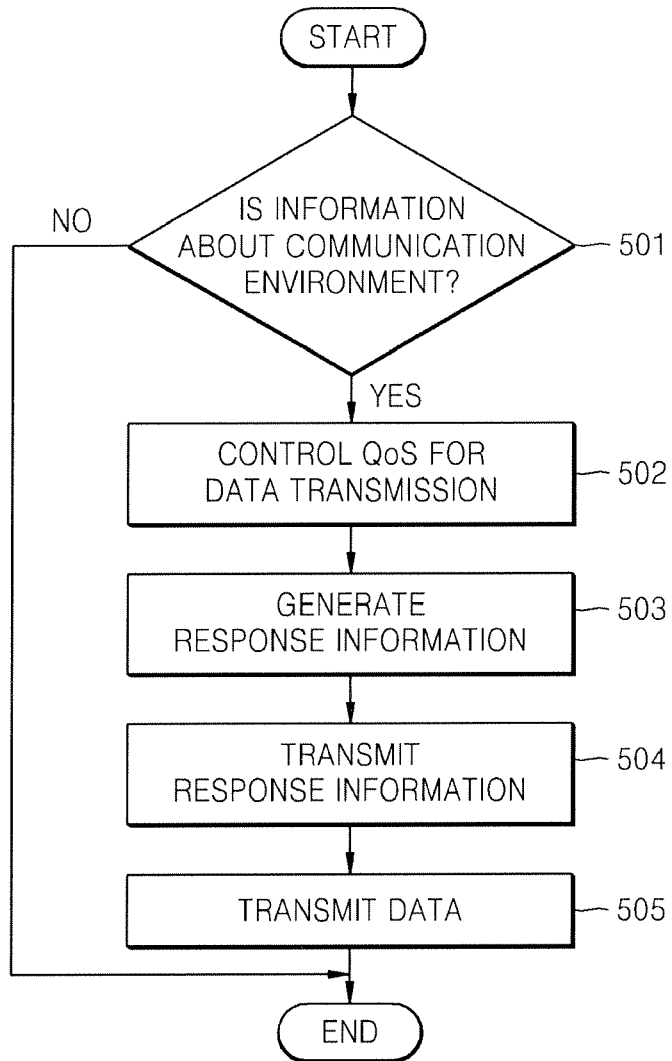 START
IS INFORMATION
ABOUT COMMUNICATION
ENVIRONMENT?
501
NO
YES
CONTROL QoS FOR
DATA TRANSMISSION
502
GENERATE
RESPONSE INFORMATION
503
TRANSMIT
RESPONSE INFORMATION
504
TRANSMIT DATA
505
END